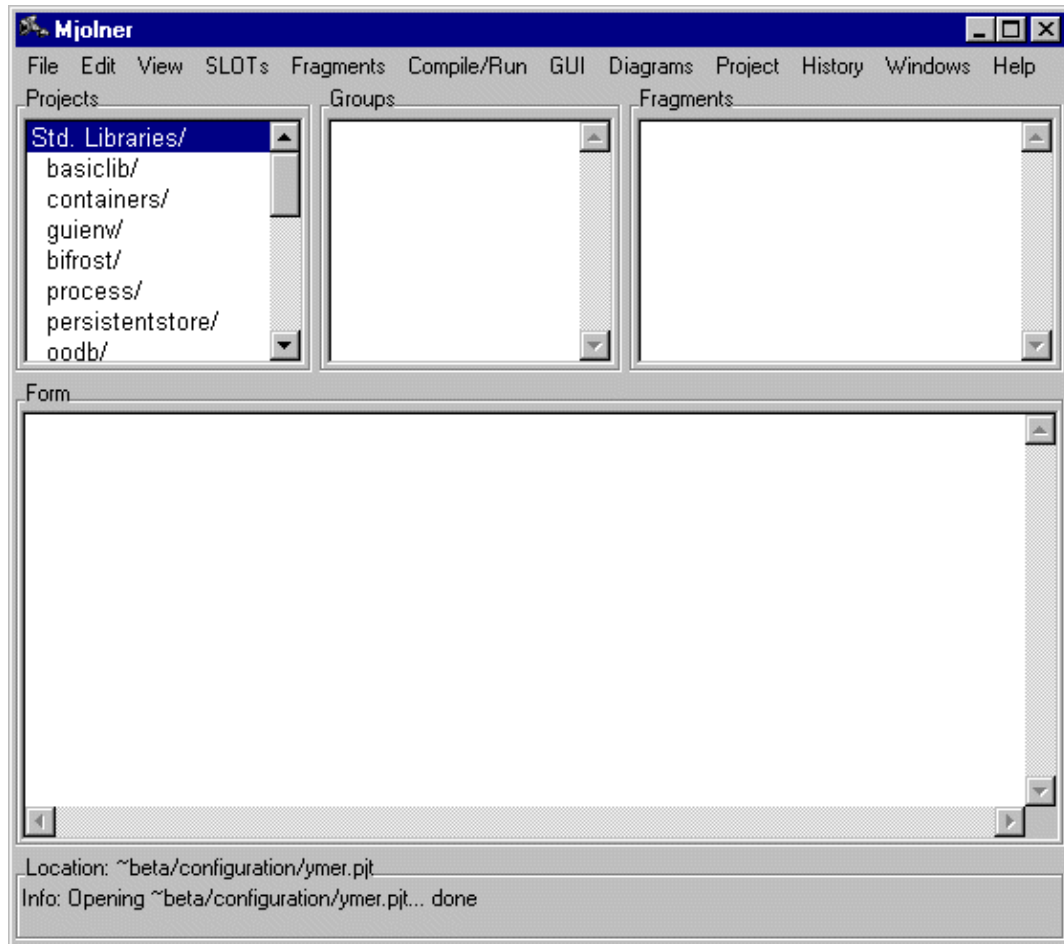 Mjolner
File Edit View SLOTs Fragments Compile/Run GUI Diagrams Project History Windows Help
Projects Groups Fragments
Std. Libraries/
basiclib/
containers/
guienv/
bifrost/
process/
persistentstore/
oodb/
Form
Location: ~beta/configuration/ymer.pjt
Info: Opening ~beta/configuration/ymer.pjt... done